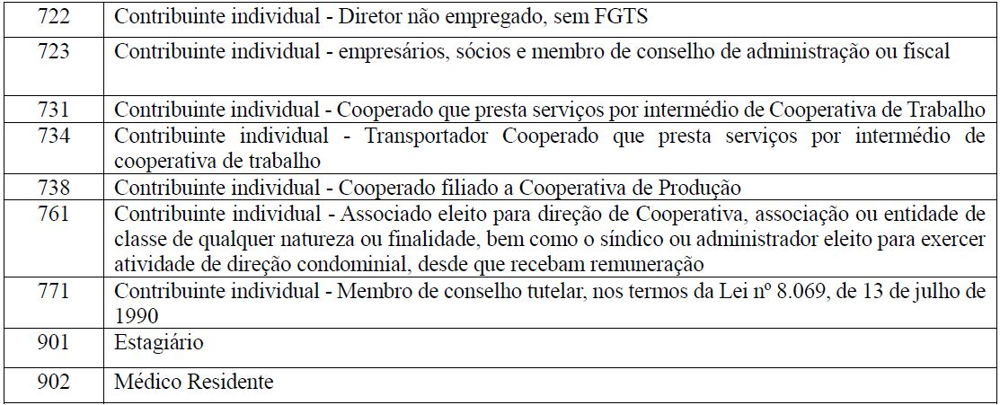 722 Contribuinte individual - Diretor não empregado, sem FGTS
723 Contribuinte individual - empresários, sócios e membro de conselho de administração ou fiscal
731 Contribuinte individual - Cooperado que presta serviços por intermédio de Cooperativa de Trabalho
734 Contribuinte individual - Transportador Cooperado que presta serviços por intermédio de
cooperativa de trabalho
738 Contribuinte individual - Cooperado filiado a Cooperativa de Produção
761 Contribuinte individual - Associado eleito para direção de Cooperativa, associação ou entidade de
classe de qualquer natureza ou finalidade, bem como o síndico ou administrador eleito para exercer
atividade de direção condominial, desde que recebam remuneração
771 Contribuinte individual - Membro de conselho tutelar, nos termos da Lei nº 8.069, de 13 de julho de
1990
901 Estagiário
902 Médico Residente